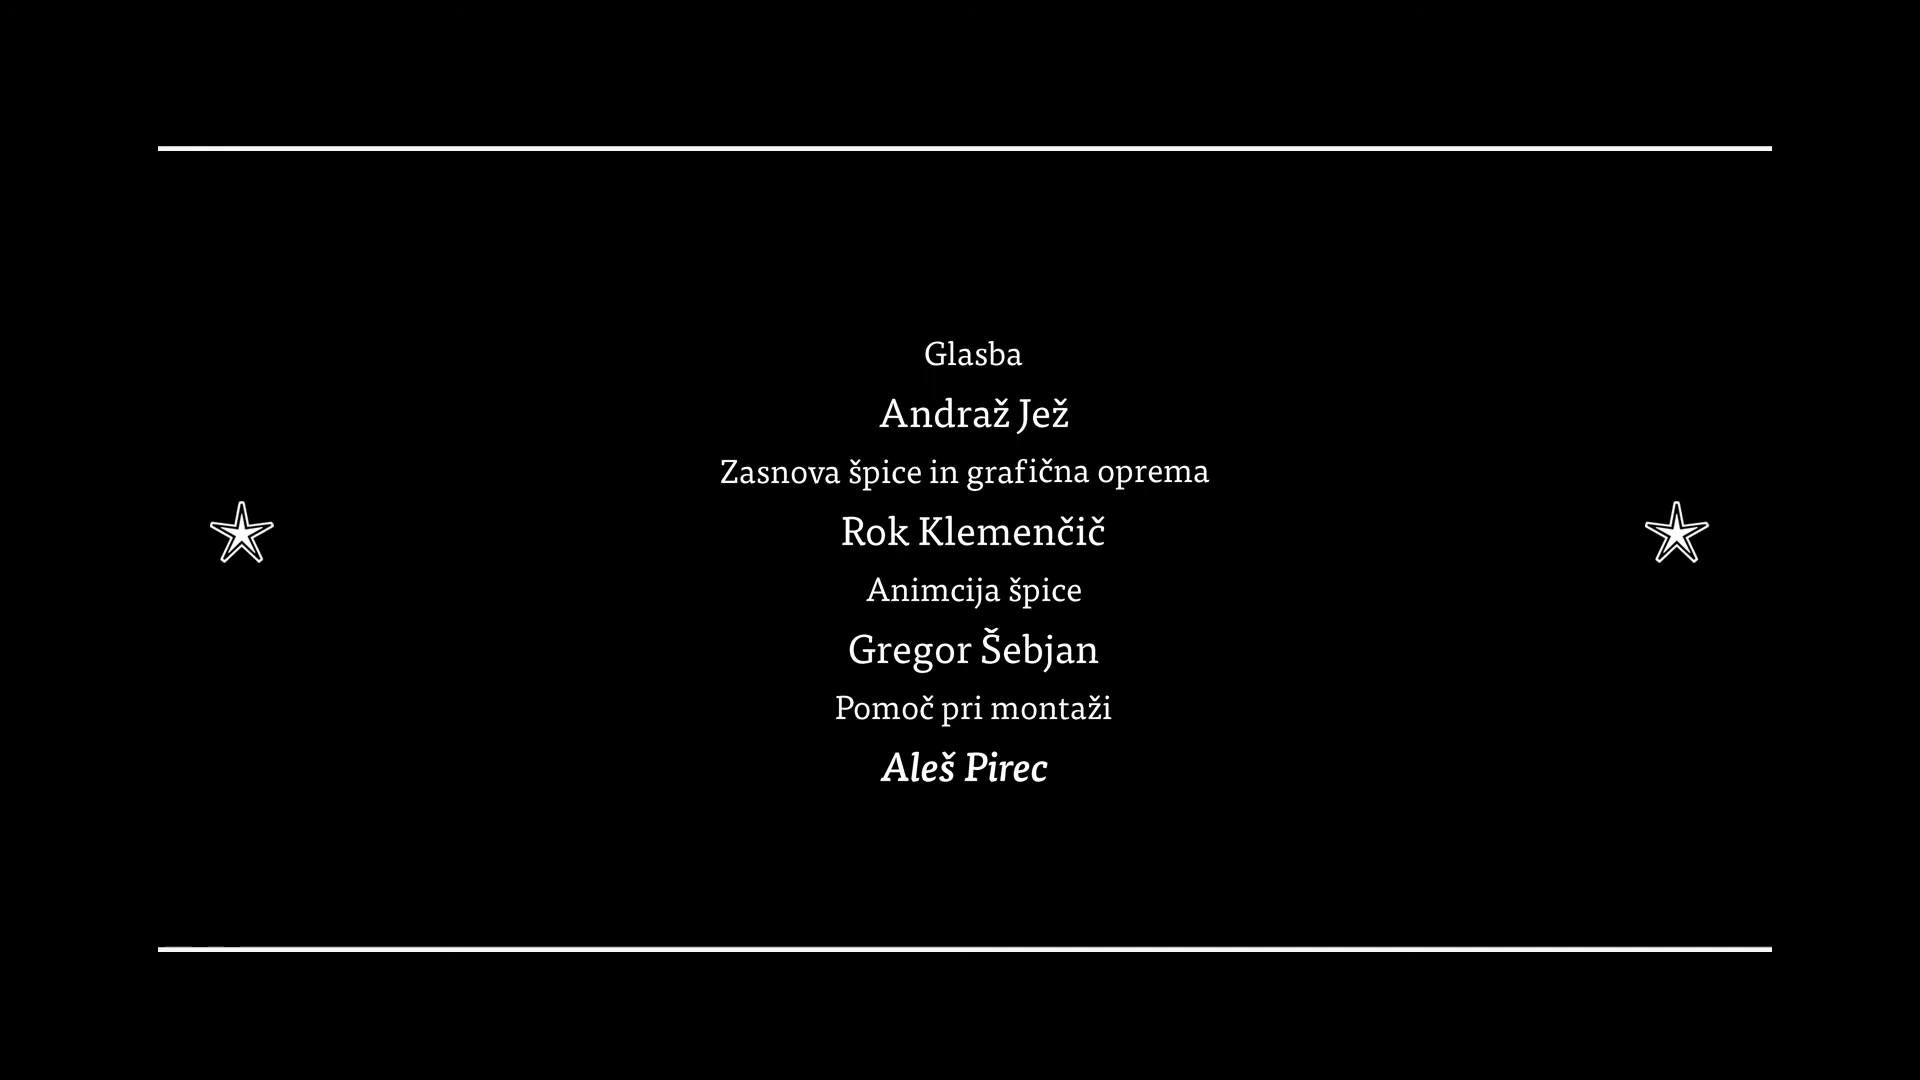 Glasba
Andraž Jež
Zasnova špice in grafična oprema
Rok Klemenčič
Animcija špice
Gregor Šebjan
Pomoč pri montaži
Aleš Pirec